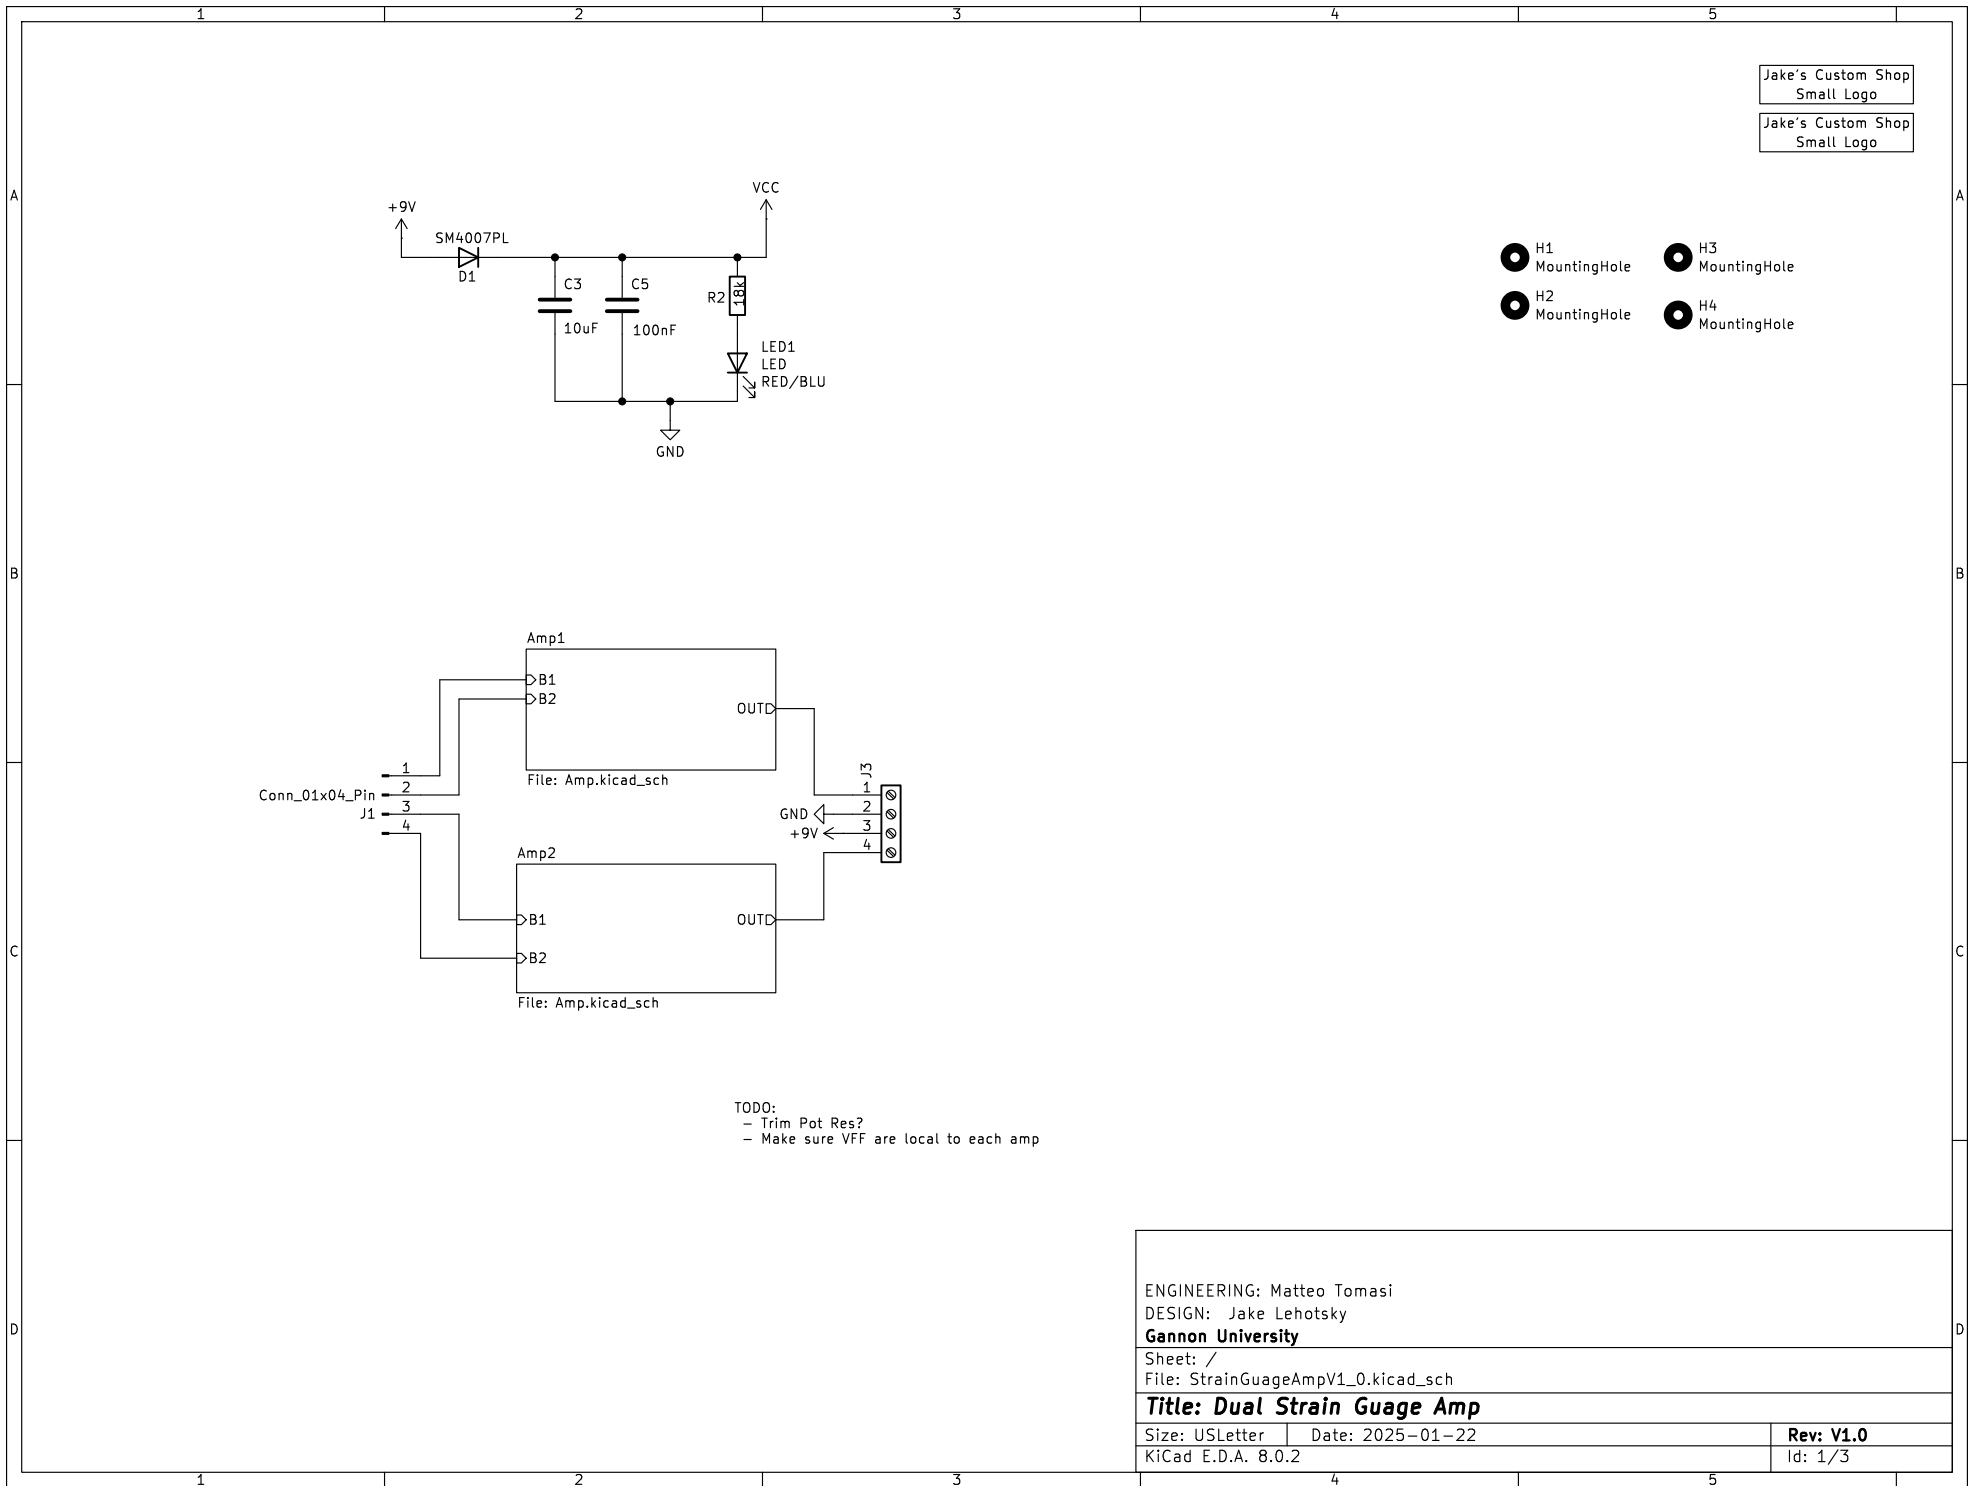 1 2 3 4 5
Jake's Custom Shop
Small Logo
Jake's Custom Shop
Small Logo
A A
VCC
+9V
SM4007PL
D1
C3
10uF
C5
100nF
R2
18k
LED1
LED
RED/BLU
GND
H1
MountingHole
H3
MountingHole
H2
MountingHole
H4
MountingHole
B B
Amp1
B1
B2
OUT
File: Amp.kicad_sch
Conn_01x04_Pin
J1
1
2
3
4
J3
1
GND 2
+9V 3
4
Amp2
B1
B2
OUT
File: Amp.kicad_sch
C C
TODO:
- Trim Pot Res?
- Make sure VFF are local to each amp
D D
ENGINEERING: Matteo Tomasi
DESIGN: Jake Lehotsky
Gannon University
Sheet: /
File: StrainGuageAmpV1_0.kicad_sch
Title: Dual Strain Guage Amp
Size: USLetter Date: 2025-01-22 Rev: V1.0
KiCad E.D.A. 8.0.2 Id: 1/3
1 2 3 4 5